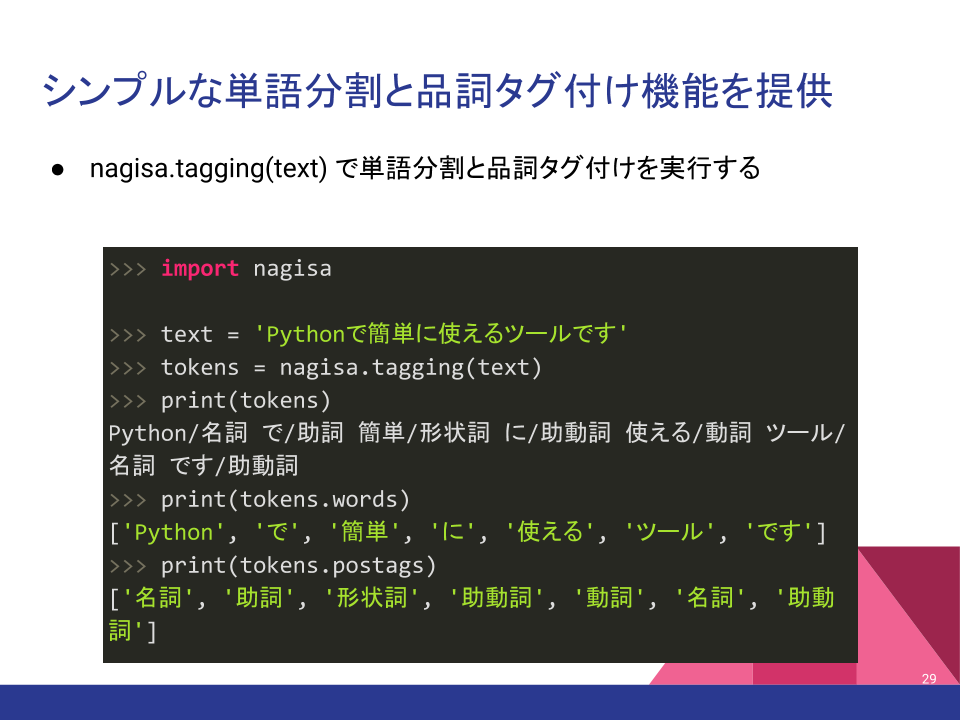 シンプルな単語分割と品詞タグ付け機能を提供
● nagisa.tagging(text) で単語分割と品詞タグ付けを実行する
>>> import nagisa
>>> text = 'Pythonで簡単に使えるツールです'
>>> tokens = nagisa.tagging(text)
>>> print(tokens)
Python/名詞 で/助詞 簡単/形状詞 に/助動詞 使える/動詞 ツール/
名詞 です/助動詞
>>> print(tokens.words)
['Python', 'で', '簡単', 'に', '使える', 'ツール', 'です']
>>> print(tokens.postags)
['名詞', '助詞', '形状詞', '助動詞', '動詞', '名詞', '助動
詞']
29